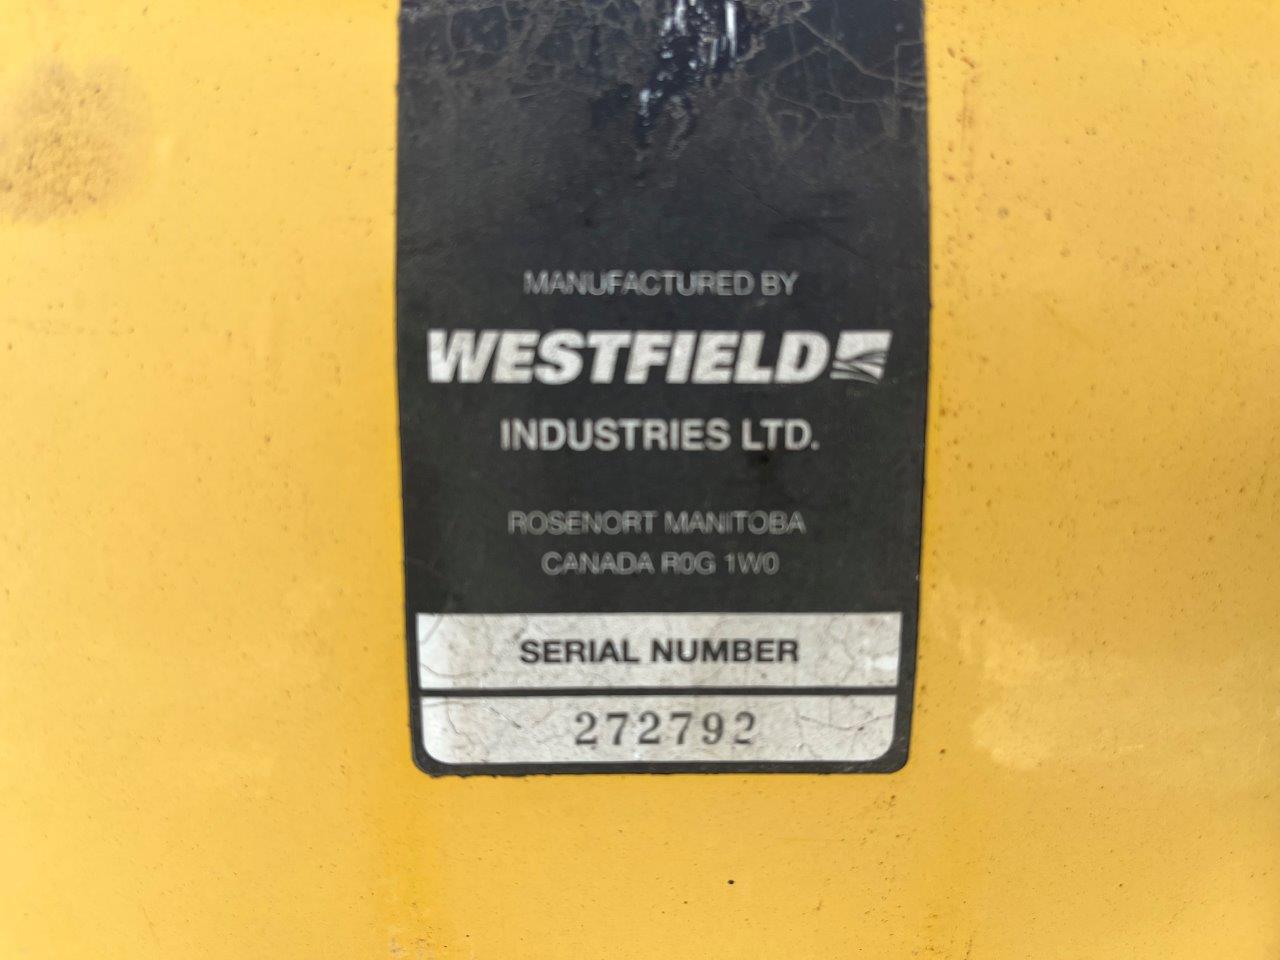 MANUFACTURED BY
WESTFIELD
INDUSTRIES LTD.
ROSENORT MANITOBA
CANADA R0G 1W0
SERIAL NUMBER
272792